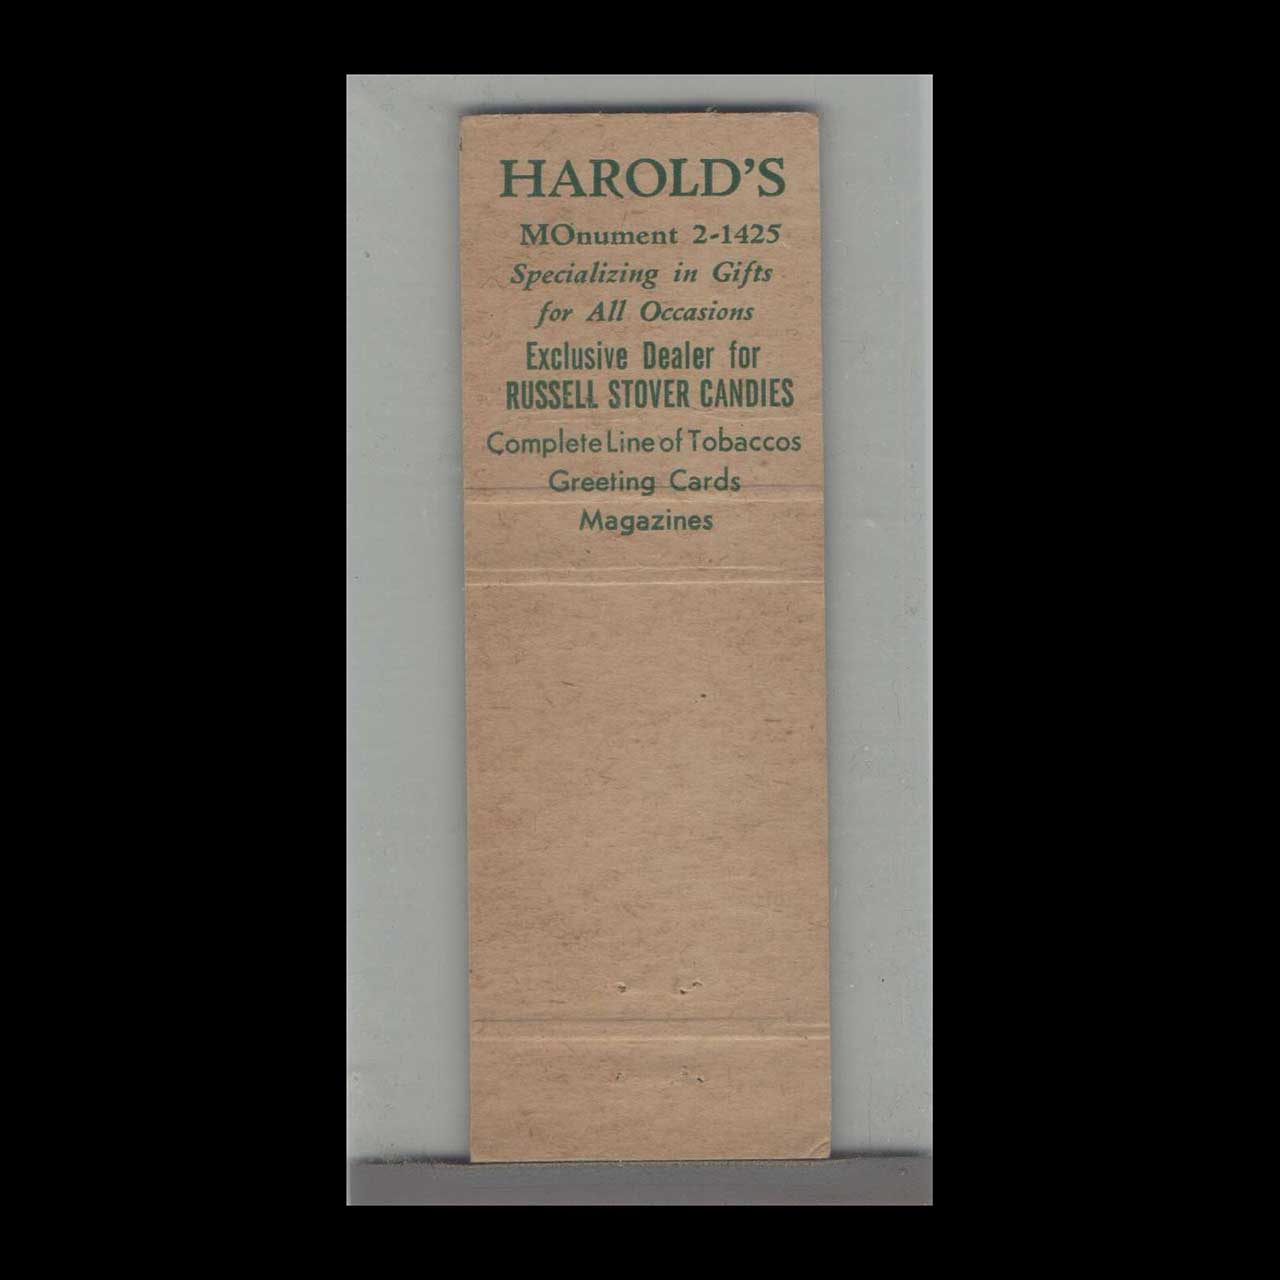 HAROLD'S
MOnument 2-1425
Specializing in Gifts
for All Occasions
Exclusive Dealer for
RUSSELL STOVER CANDIES
Complete Line of Tobaccos
Greeting Cards
Magazines